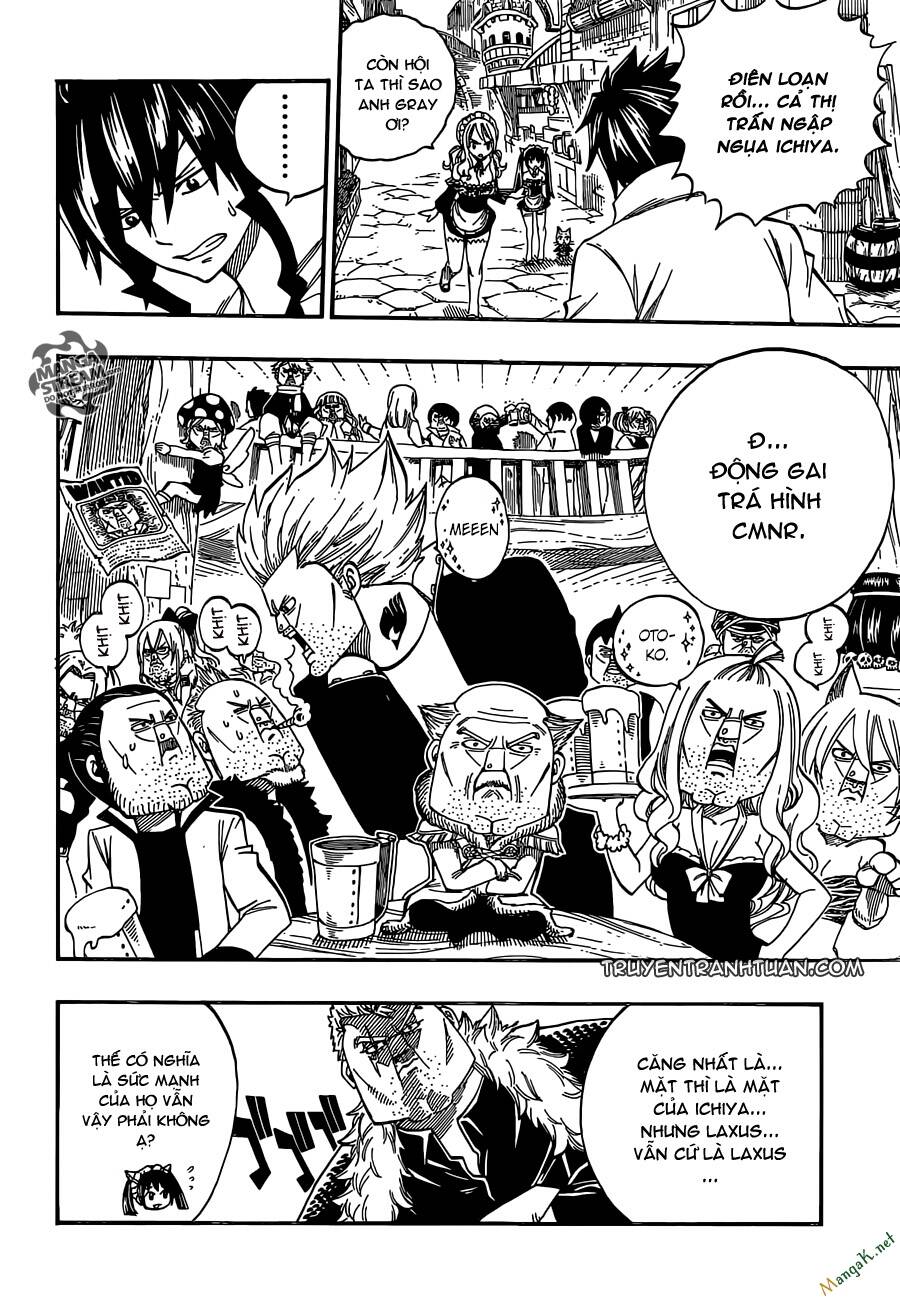 CÒN HỘI
TA THÌ SAO
ANH GRAY
ƠI?
ĐIÊN LOẠN
RỒI... CẢ THỊ
TRẤN NGẬP
NGỤA ICHIYA.
MANGA
STREAM
Đ...
ĐỘNG GAI
TRÁ HÌNH
CMNR.
WANTED
MEEEN
KHỊT
KHỊT
KHỊT
KHỊT
OTO-
KO.
KHỊT
KHỊT
TRUYENTRANHTUAN.COM
THẾ CÓ NGHĨA
LÀ SỨC MẠNH
CỦA HỌ VẪN
VẬY PHẢI KHÔNG
Ạ?
CĂNG NHẤT LÀ...
MẶT THÌ LÀ MẶT
CỦA ICHIYA...
NHƯNG LAXUS...
VẪN CỨ LÀ LAXUS
...
MangaK.net